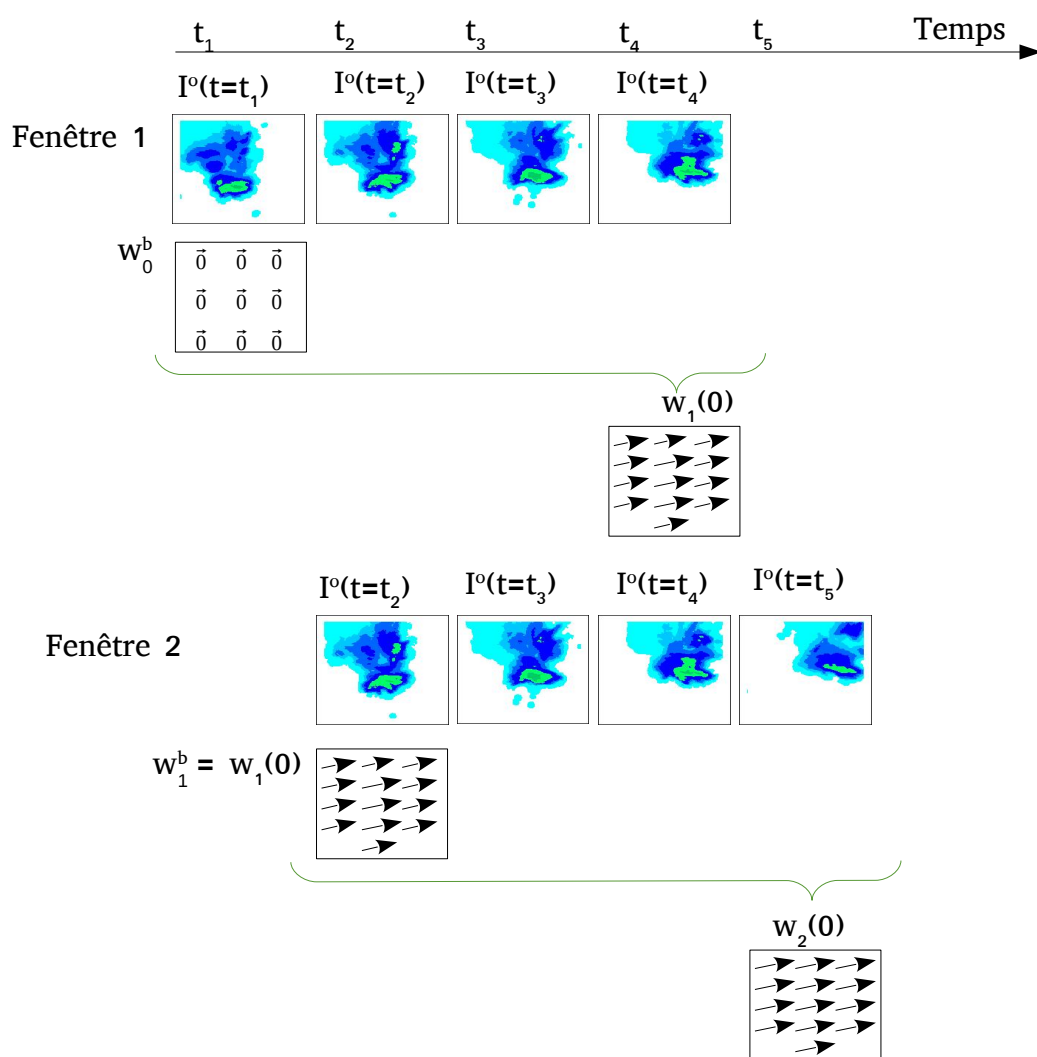 t₁ t₂ t₃ t₄ t₅ Temps
Iᵒ(t=t₁) Iᵒ(t=t₂) Iᵒ(t=t₃) Iᵒ(t=t₄)
Fenêtre 1
w₀ᵇ
0⃗ 0⃗ 0⃗
0⃗ 0⃗ 0⃗
0⃗ 0⃗ 0⃗
w₁(0)
Iᵒ(t=t₂) Iᵒ(t=t₃) Iᵒ(t=t₄) Iᵒ(t=t₅)
Fenêtre 2
w₁ᵇ = w₁(0)
w₂(0)